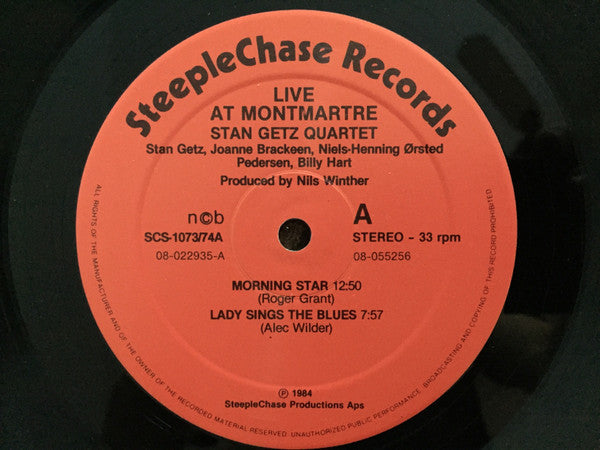 SteepleChase Records
LIVE
AT MONTMARTRE
STAN GETZ QUARTET
Stan Getz, Joanne Brackeen, Niels-Henning Ørsted
Pedersen, Billy Hart
Produced by Nils Winther
n©b
A
SCS-1073/74A
STEREO - 33 rpm
08-022935-A
08-055256
MORNING STAR 12:50
(Roger Grant)
LADY SINGS THE BLUES 7:57
(Alec Wilder)
℗ 1984
SteepleChase Productions Aps
ALL RIGHTS OF THE MANUFACTURER AND OF THE OWNER OF THE RECORDED MATERIAL RESERVED. UNAUTHORIZED PUBLIC PERFORMANCE, BROADCASTING AND COPYING OF THIS RECORD PROHIBITED